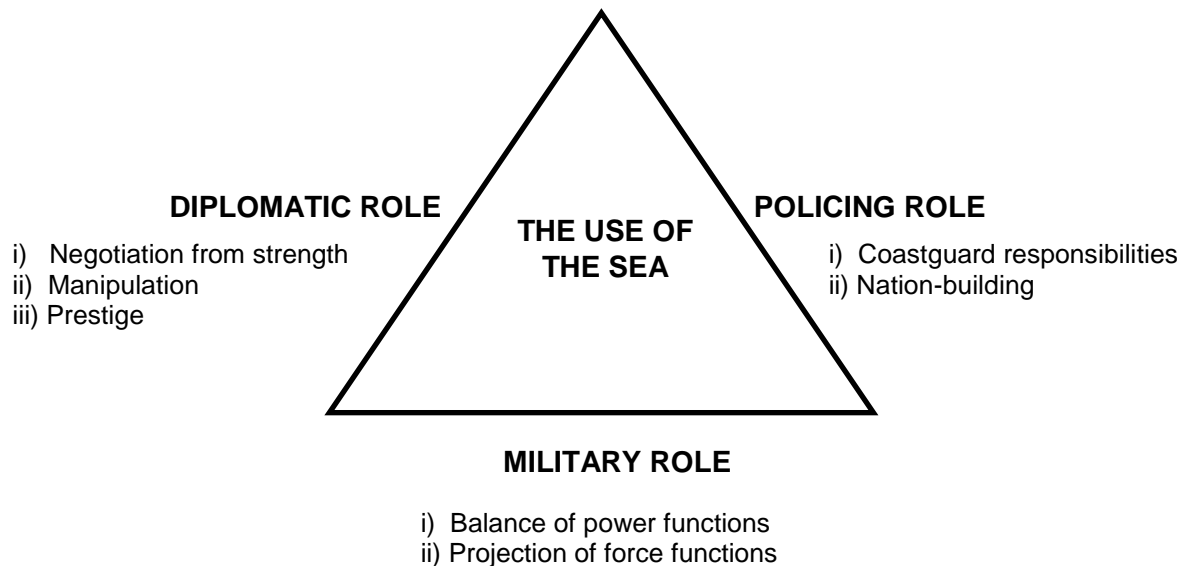 DIPLOMATIC ROLE
i) Negotiation from strength
ii) Manipulation
iii) Prestige
THE USE OF
THE SEA
POLICING ROLE
i) Coastguard responsibilities
ii) Nation-building
MILITARY ROLE
i) Balance of power functions
ii) Projection of force functions